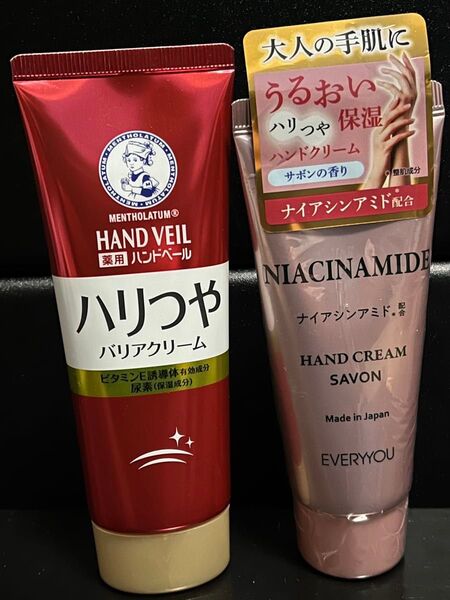 MENTHOLATUM
MENTHOLATUM
MENTHOLATUM®
HAND VEIL
薬用 ハンドベール
ハリつや
バリアクリーム
ビタミンE誘導体有効成分
尿素(保湿成分)
大人の手肌に
うるおい
ハリつや 保湿
ハンドクリーム
サボンの香り
*整肌成分
ナイアシンアミド*配合
NIACINAMIDE
ナイアシンアミド*配合
HAND CREAM
SAVON
Made in Japan
EVERYYOU